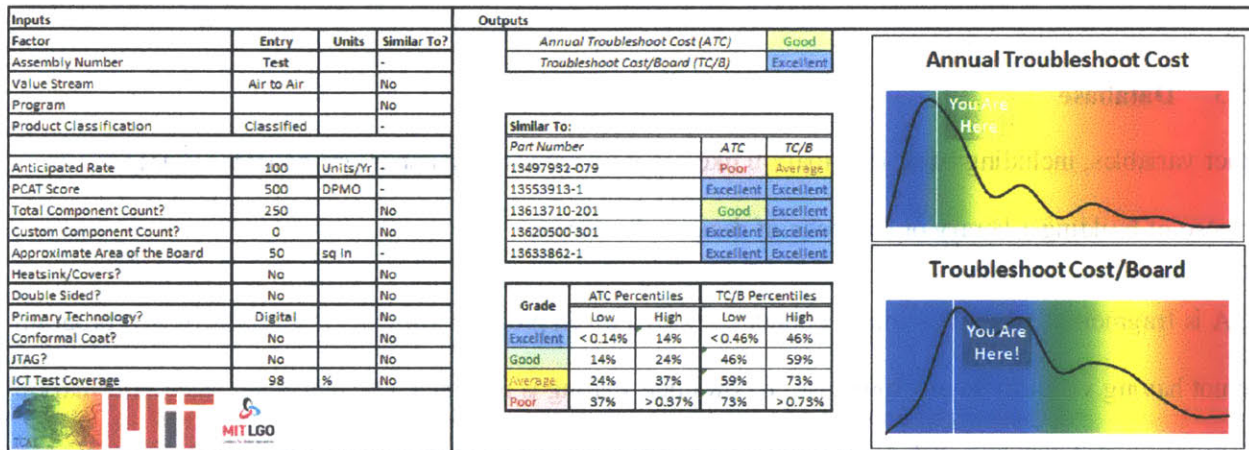 Inputs
Outputs
Factor Entry Units Similar To?
Assembly Number Test -
Value Stream Air to Air No
Program No
Product Classification Classified -
Anticipated Rate 100 Units/Yr -
PCAT Score 500 DPMO -
Total Component Count? 250 No
Custom Component Count? 0 No
Approximate Area of the Board 50 sq in -
Heatsink/Covers? No No
Double Sided? No No
Primary Technology? Digital No
Conformal Coat? No No
JTAG? No No
ICT Test Coverage 98 % No
TCAT
MIT
MIT LGO
Annual Troubleshoot Cost (ATC) Good
Troubleshoot Cost/Board (TC/B) Excellent
Similar To:
Part Number ATC TC/B
13497932-079 Poor Average
13553913-1 Excellent Excellent
13613710-201 Good Excellent
13620500-301 Excellent Excellent
13633862-1 Excellent Excellent
Grade ATC Percentiles TC/B Percentiles
Low High Low High
Excellent < 0.14% 14% < 0.46% 46%
Good 14% 24% 46% 59%
Average 24% 37% 59% 73%
Poor 37% > 0.37% 73% > 0.73%
Annual Troubleshoot Cost
You Are
Here
Troubleshoot Cost/Board
You Are
Here!